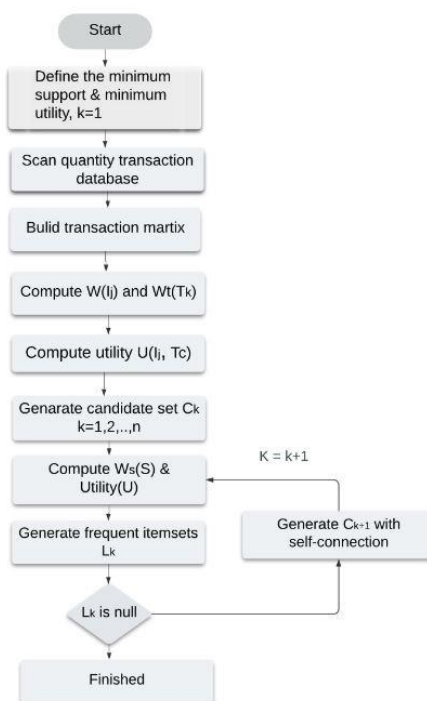 Start
Define the minimum
support & minimum
utility, k=1
Scan quantity transaction
database
Bulid transaction martix
Compute W(Ij) and Wt(Tk)
Compute utility U(Ij, Tc)
Genarate candidate set Ck
k=1,2,..,n
Compute Ws(S) &
Utility(U)
K = k+1
Generate frequent itemsets
Lk
Generate Ck+1 with
self-connection
Lk is null
Finished